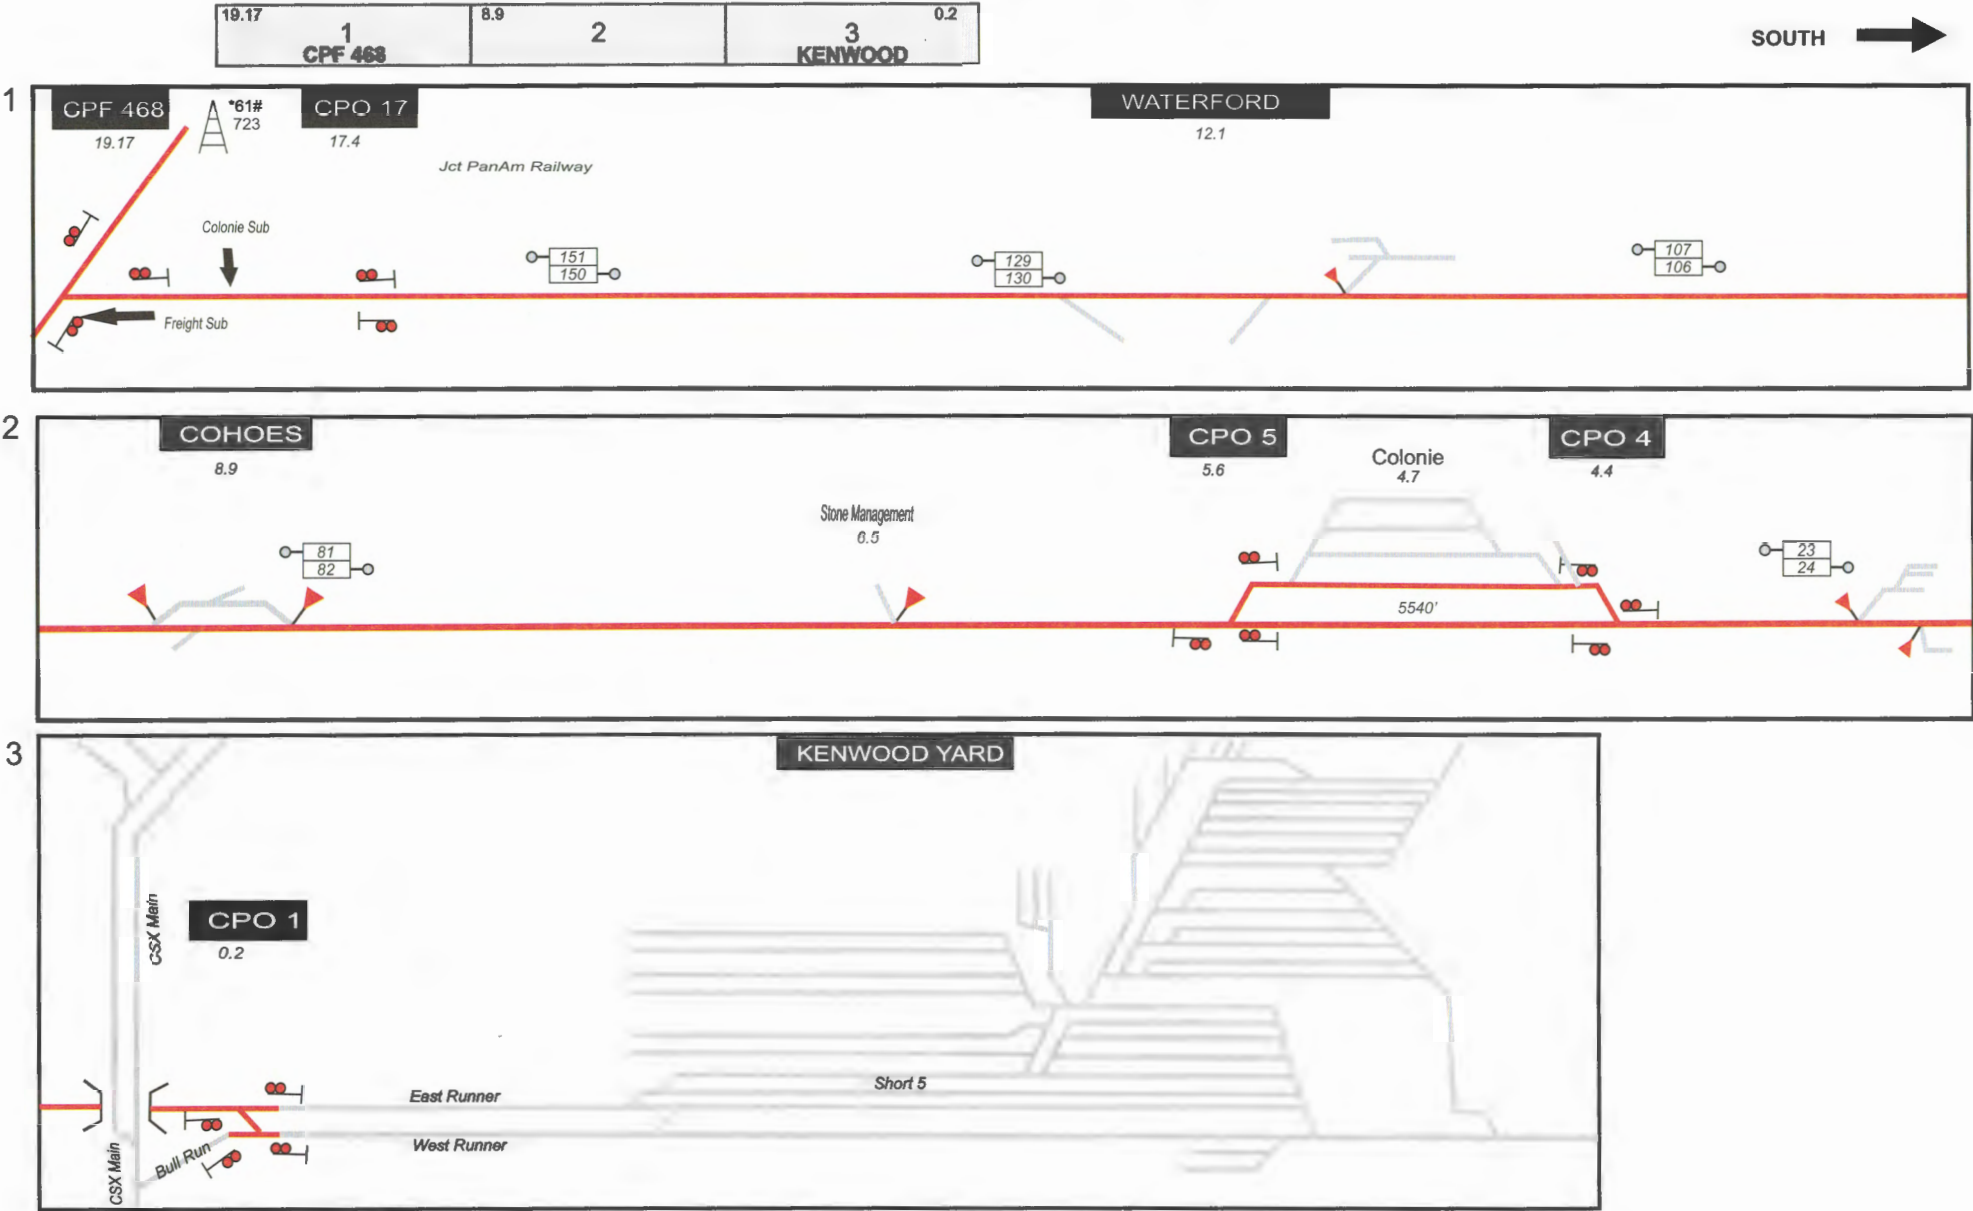 19.17 8.9 0.2
1 2 3
CPF 468 KENWOOD
SOUTH
1
CPF 468 *61# CPO 17 WATERFORD
723
19.17 17.4 12.1
Jct PanAm Railway
Colonie Sub
151 129 107
150 130 106
Freight Sub
2
COHOES CPO 5 CPO 4
8.9 5.6 Colonie 4.4
4.7
Stone Management
6.5
81 23
82 24
5540'
3
KENWOOD YARD
CSX Main
CPO 1
0.2
East Runner
Short 5
West Runner
Bull Run
CSX Main